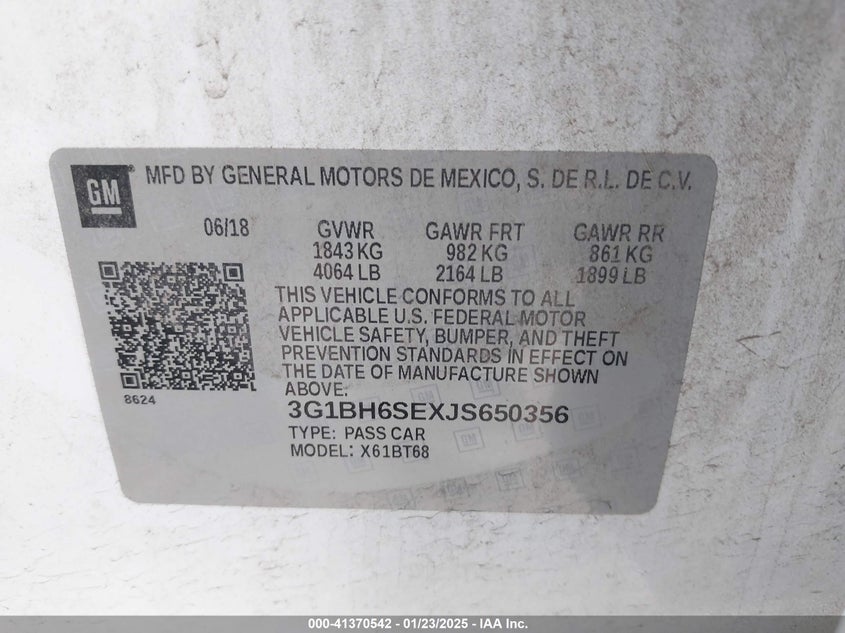 GM
MFD BY GENERAL MOTORS DE MEXICO, S. DE R.L. DE C.V.
06/18 GVWR GAWR FRT GAWR RR
1843 KG 982 KG 861 KG
4064 LB 2164 LB 1899 LB
THIS VEHICLE CONFORMS TO ALL
APPLICABLE U.S. FEDERAL MOTOR
VEHICLE SAFETY, BUMPER, AND THEFT
PREVENTION STANDARDS IN EFFECT ON
THE DATE OF MANUFACTURE SHOWN
ABOVE:
8624
3G1BH6SEXJS650356
TYPE: PASS CAR
MODEL: X61BT68
000-41370542 - 01/23/2025 - IAA Inc.